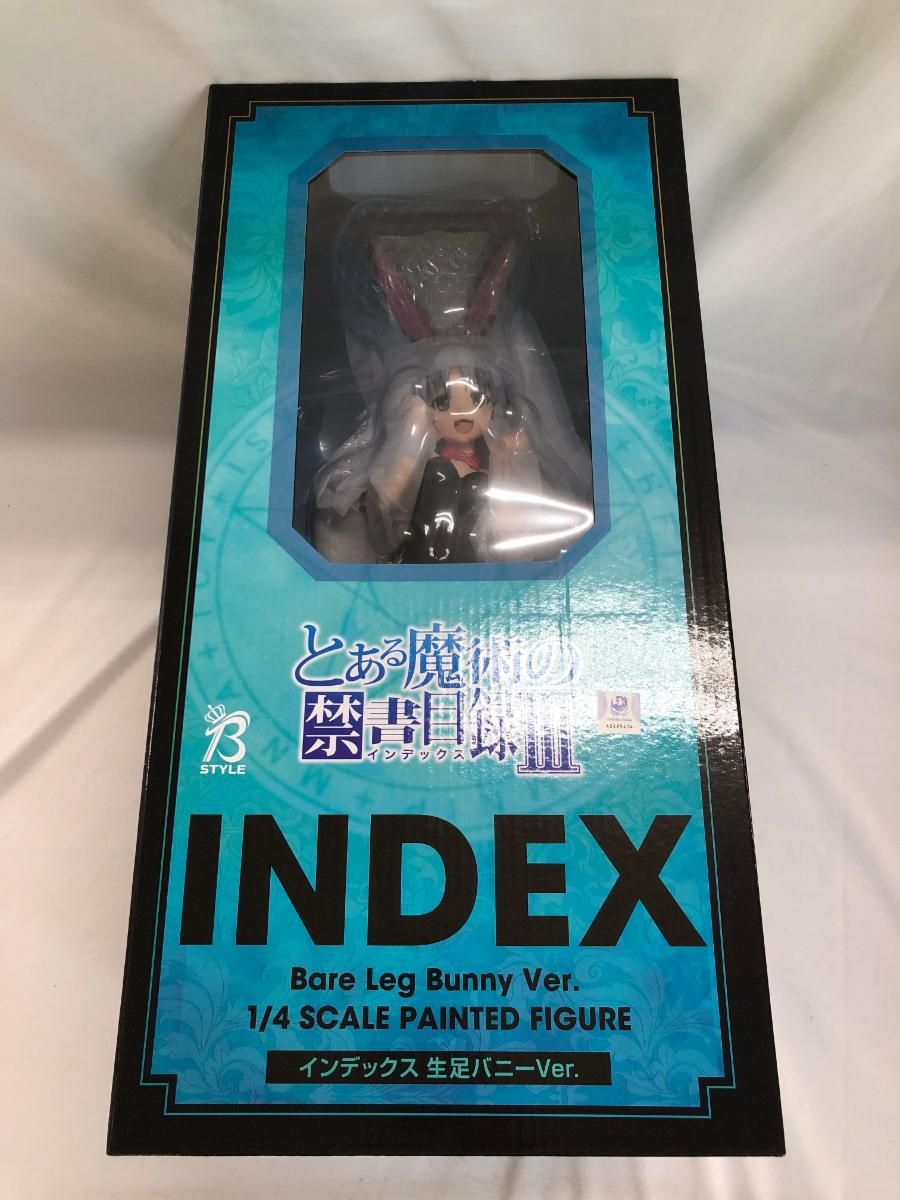 とある魔術の
禁書目録III
インデックス
B
STYLE
42495614
INDEX
Bare Leg Bunny Ver.
1/4 SCALE PAINTED FIGURE
インデックス 生足バニーVer.